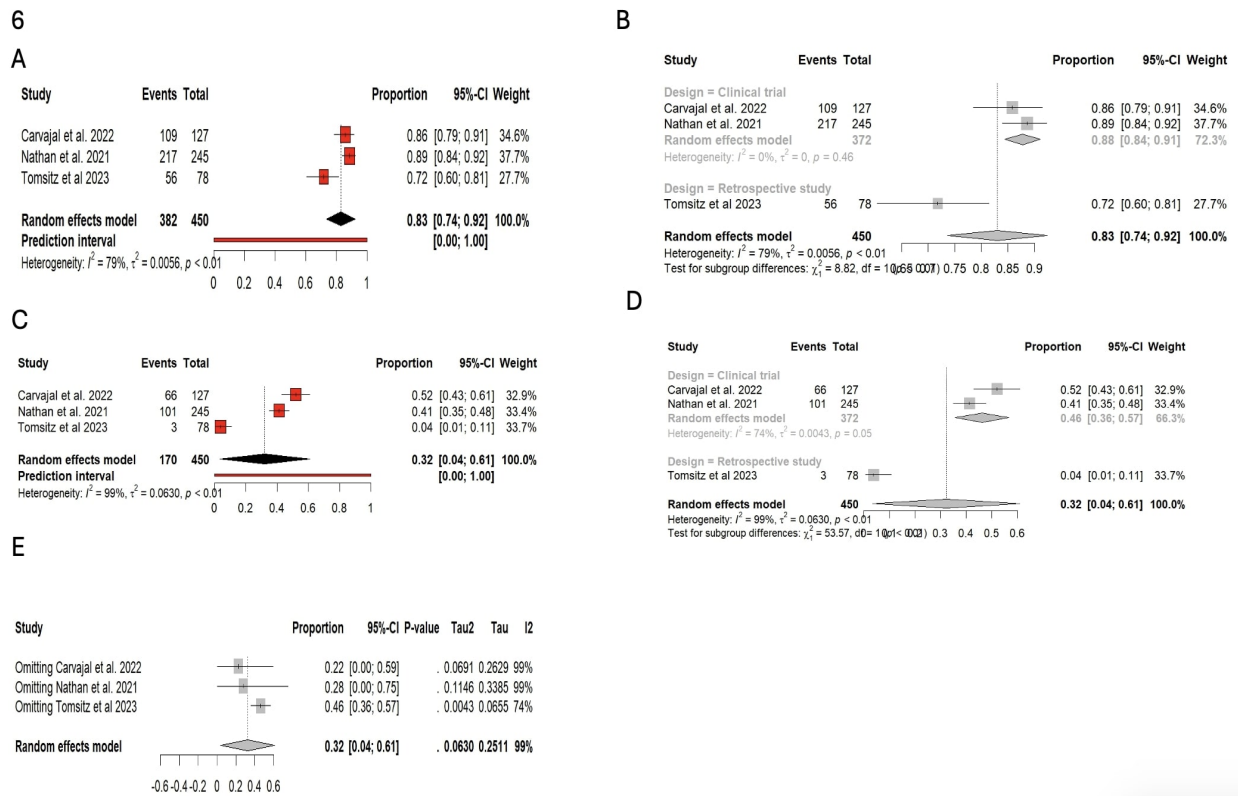 6
A
Study Events Total Proportion 95%-CI Weight
Carvajal et al. 2022 109 127 0.86 [0.79; 0.91] 34.6%
Nathan et al. 2021 217 245 0.89 [0.84; 0.92] 37.7%
Tomsitz et al 2023 56 78 0.72 [0.60; 0.81] 27.7%
Random effects model 382 450 0.83 [0.74; 0.92] 100.0%
Prediction interval [0.00; 1.00]
Heterogeneity: I² = 79%, τ² = 0.0056, p < 0.01
0 0.2 0.4 0.6 0.8 1
B
Study Events Total Proportion 95%-CI Weight
Design = Clinical trial
Carvajal et al. 2022 109 127 0.86 [0.79; 0.91] 34.6%
Nathan et al. 2021 217 245 0.89 [0.84; 0.92] 37.7%
Random effects model 372 0.88 [0.84; 0.91] 72.3%
Heterogeneity: I² = 0%, τ² = 0, p = 0.46
Design = Retrospective study
Tomsitz et al 2023 56 78 0.72 [0.60; 0.81] 27.7%
Random effects model 450 0.83 [0.74; 0.92] 100.0%
Heterogeneity: I² = 79%, τ² = 0.0056, p < 0.01
Test for subgroup differences: χ²₁ = 8.82, df = 1 0.75 0.8 0.85 0.9
C
Study Events Total Proportion 95%-CI Weight
Carvajal et al. 2022 66 127 0.52 [0.43; 0.61] 32.9%
Nathan et al. 2021 101 245 0.41 [0.35; 0.48] 33.4%
Tomsitz et al 2023 3 78 0.04 [0.01; 0.11] 33.7%
Random effects model 170 450 0.32 [0.04; 0.61] 100.0%
Prediction interval [0.00; 1.00]
Heterogeneity: I² = 99%, τ² = 0.0630, p < 0.01
0 0.2 0.4 0.6 0.8 1
D
Study Events Total Proportion 95%-CI Weight
Design = Clinical trial
Carvajal et al. 2022 66 127 0.52 [0.43; 0.61] 32.9%
Nathan et al. 2021 101 245 0.41 [0.35; 0.48] 33.4%
Random effects model 372 0.46 [0.36; 0.57] 66.3%
Heterogeneity: I² = 74%, τ² = 0.0043, p = 0.05
Design = Retrospective study
Tomsitz et al 2023 3 78 0.04 [0.01; 0.11] 33.7%
Random effects model 450 0.32 [0.04; 0.61] 100.0%
Heterogeneity: I² = 99%, τ² = 0.0630, p < 0.01
Test for subgroup differences: χ²₁ = 53.57, df = 1 0.3 0.4 0.5 0.6
E
Study Proportion 95%-CI P-value Tau2 Tau I2
Omitting Carvajal et al. 2022 0.22 [0.00; 0.59] . 0.0691 0.2629 99%
Omitting Nathan et al. 2021 0.28 [0.00; 0.75] . 0.1146 0.3385 99%
Omitting Tomsitz et al 2023 0.46 [0.36; 0.57] . 0.0043 0.0655 74%
Random effects model 0.32 [0.04; 0.61] . 0.0630 0.2511 99%
-0.6 -0.4 -0.2 0 0.2 0.4 0.6